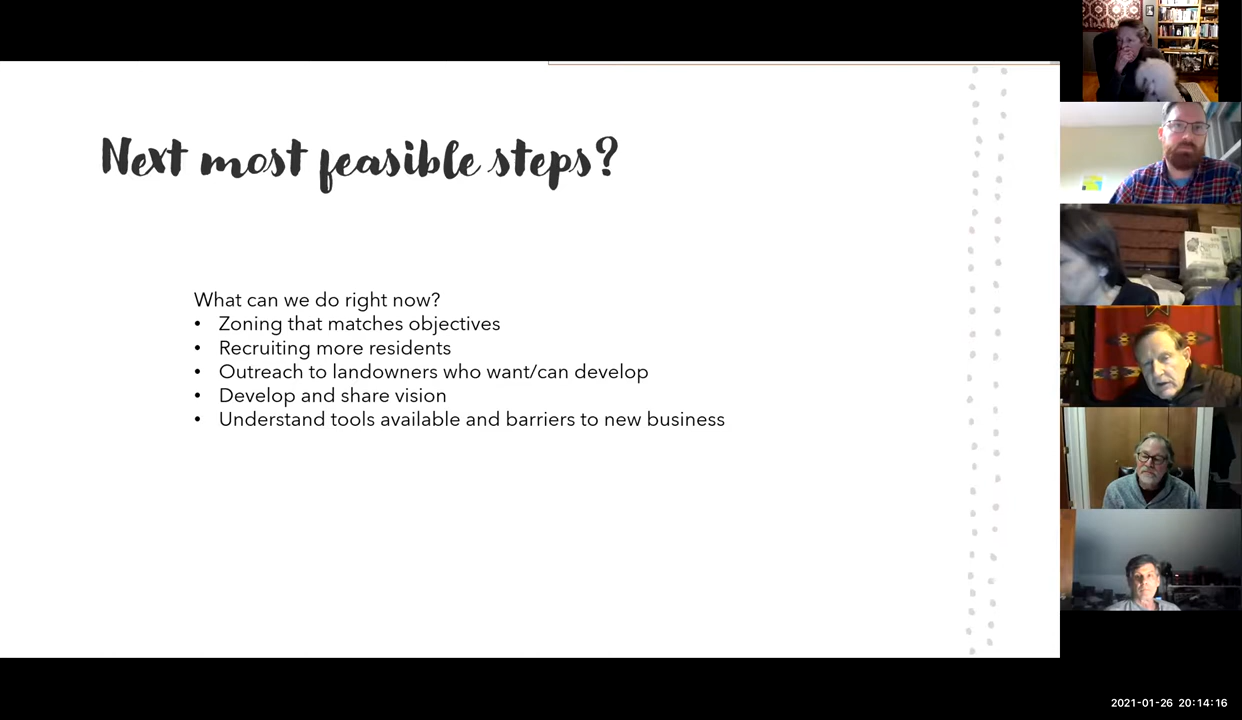 Next most feasible steps?
What can we do right now?
• Zoning that matches objectives
• Recruiting more residents
• Outreach to landowners who want/can develop
• Develop and share vision
• Understand tools available and barriers to new business
2021-01-26 20:14:16